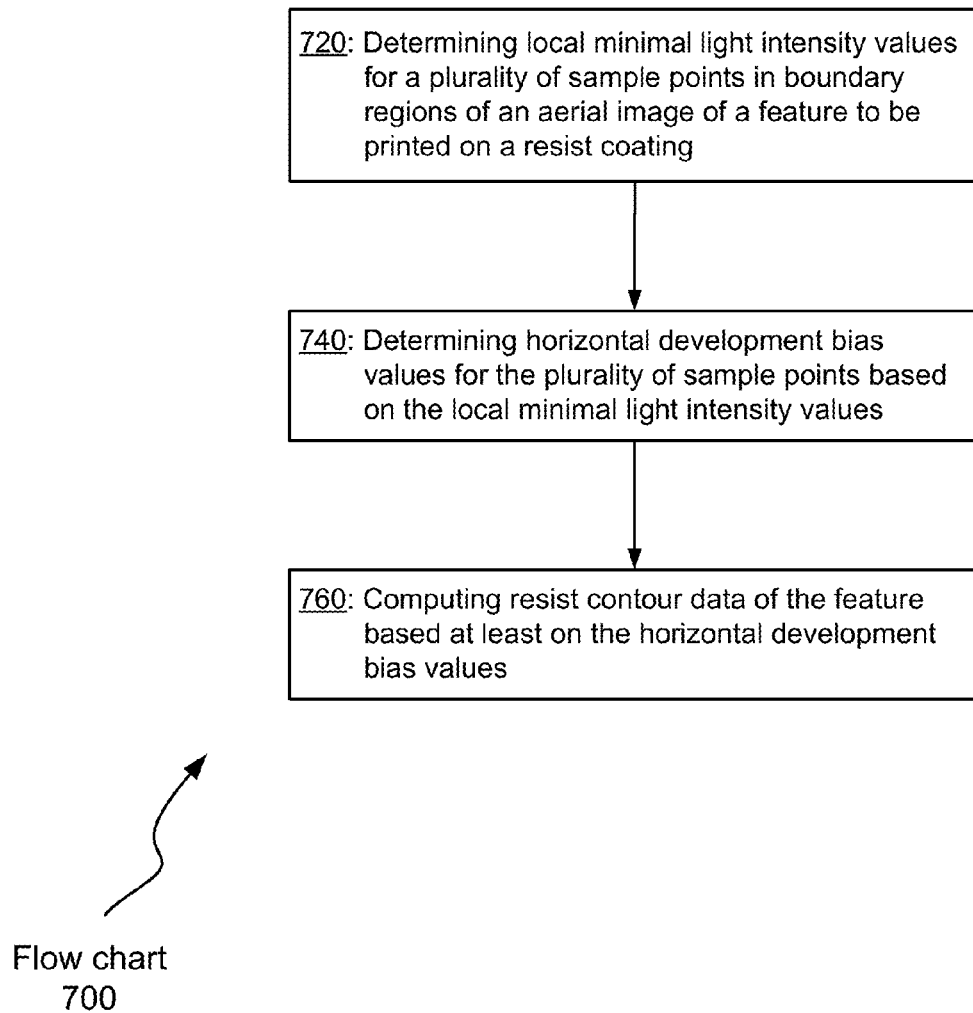 720: Determining local minimal light intensity values
for a plurality of sample points in boundary
regions of an aerial image of a feature to be
printed on a resist coating
740: Determining horizontal development bias
values for the plurality of sample points based
on the local minimal light intensity values
760: Computing resist contour data of the feature
based at least on the horizontal development
bias values
Flow chart
700